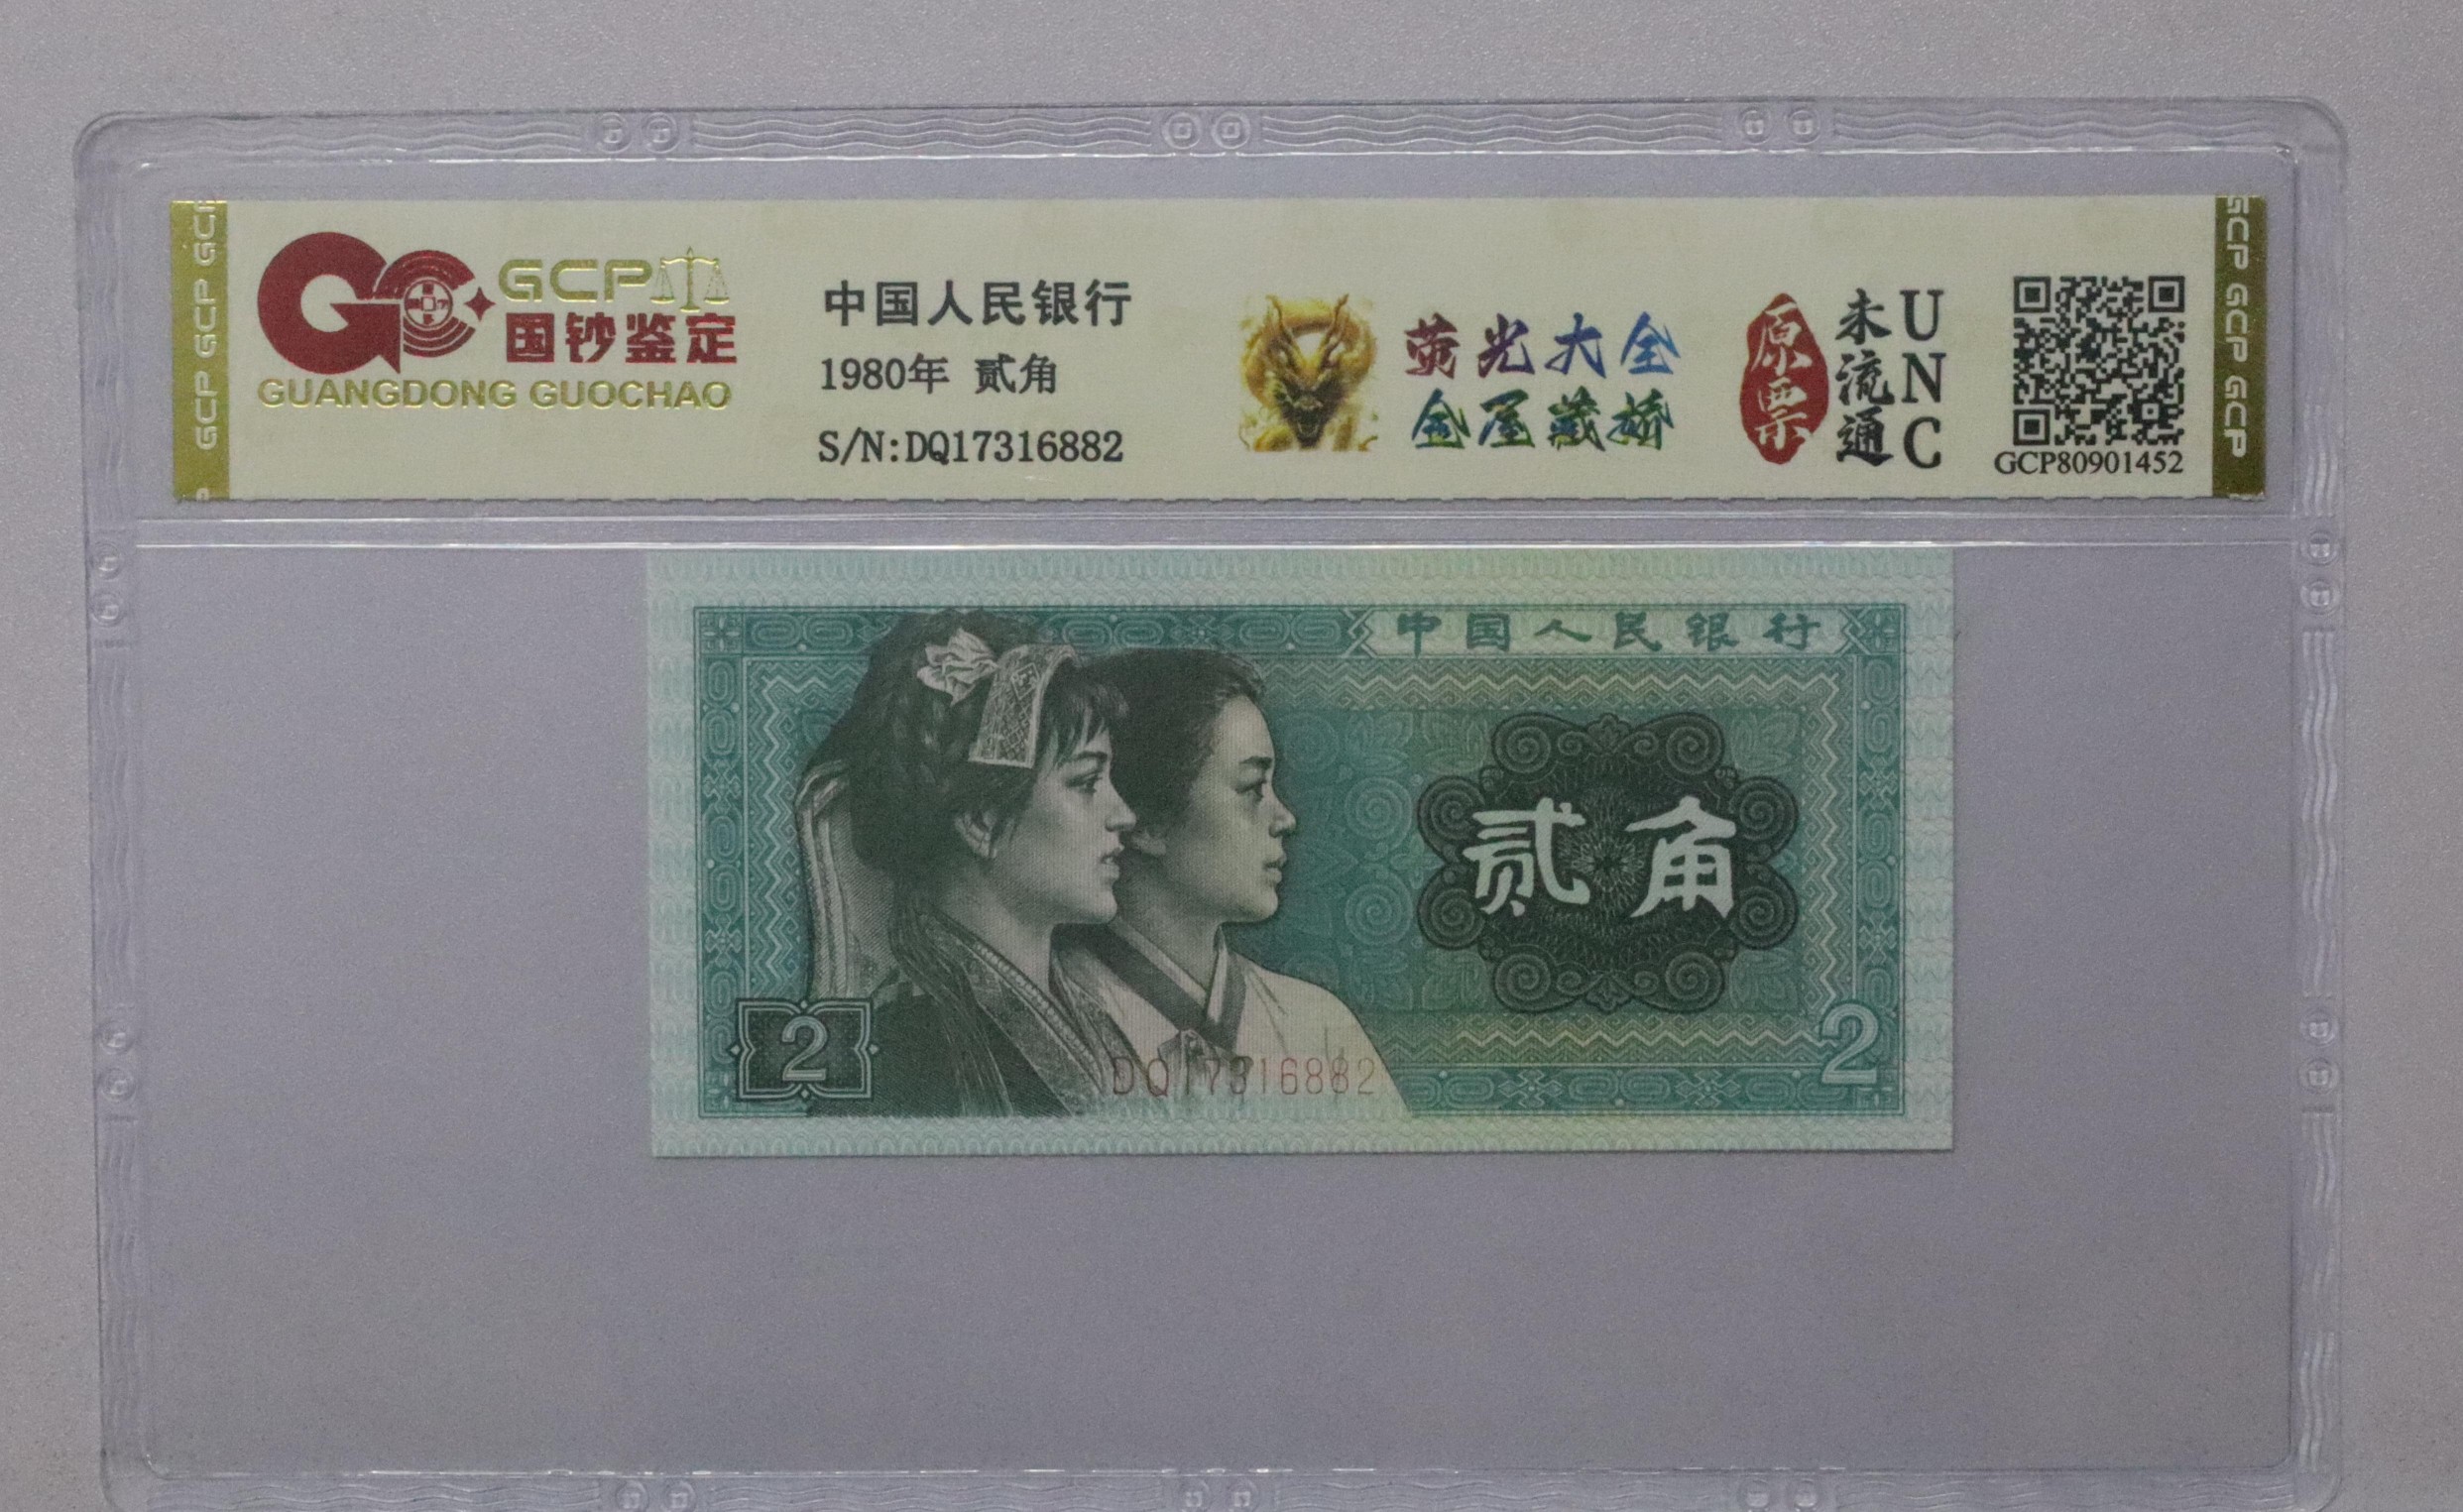 GCP GCP GCP
GCP
国钞鉴定
GUANGDONG GUOCHAO
中国人民银行
1980年 贰角
S/N:DQ17316882
荧光大全
金屋藏娇
原票
未流通
UNC
GCP80901452
GCP GCP GCP
中国人民银行
贰角
2
DQ17316882
2